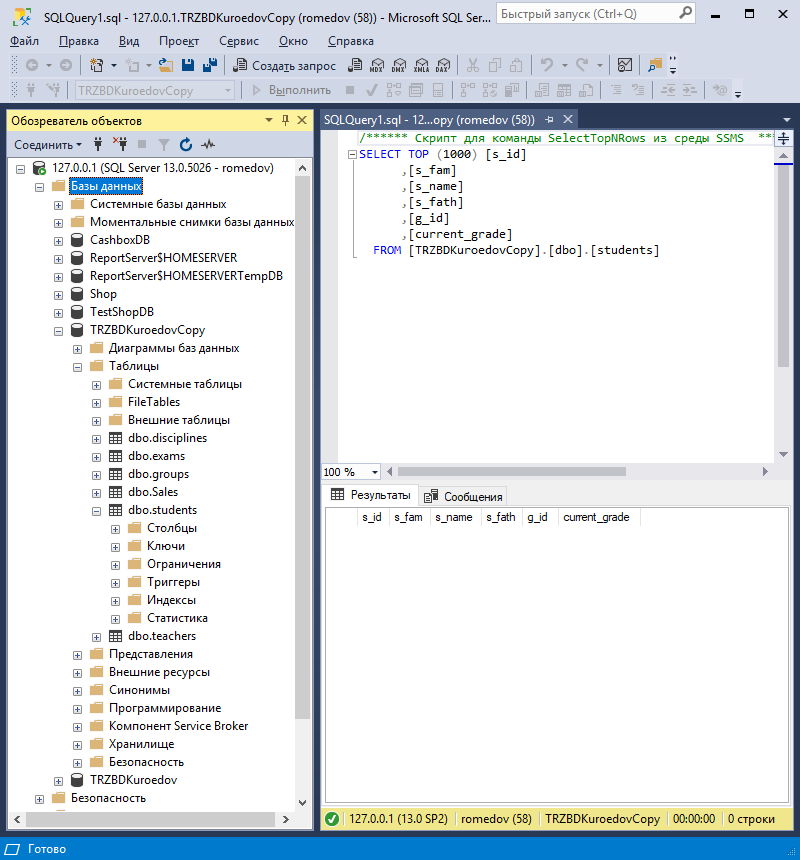 SQLQuery1.sql - 127.0.0.1.TRZBDKuroedovCopy (romedov (58)) - Microsoft SQL Ser...
Быстрый запуск (Ctrl+Q)
Файл Правка Вид Проект Сервис Окно Справка
Создать запрос MDX DMX XMLA DAX
TRZBDKuroedovCopy Выполнить
Обозреватель объектов
Соединить
127.0.0.1 (SQL Server 13.0.5026 - romedov)
Базы данных
Системные базы данных
Моментальные снимки базы данных
CashboxDB
ReportServer$HOMESERVER
ReportServer$HOMESERVERTempDB
Shop
TestShopDB
TRZBDKuroedovCopy
Диаграммы баз данных
Таблицы
Системные таблицы
FileTables
Внешние таблицы
dbo.disciplines
dbo.exams
dbo.groups
dbo.Sales
dbo.students
Столбцы
Ключи
Ограничения
Триггеры
Индексы
Статистика
dbo.teachers
Представления
Внешние ресурсы
Синонимы
Программирование
Компонент Service Broker
Хранилище
Безопасность
TRZBDKuroedov
Безопасность
SQLQuery1.sql - 12...opy (romedov (58))
/****** Скрипт для команды SelectTopNRows из среды SSMS **
SELECT TOP (1000) [s_id]
,[s_fam]
,[s_name]
,[s_fath]
,[g_id]
,[current_grade]
FROM [TRZBDKuroedovCopy].[dbo].[students]
100 %
Результаты Сообщения
s_id s_fam s_name s_fath g_id current_grade
127.0.0.1 (13.0 SP2) romedov (58) TRZBDKuroedovCopy 00:00:00 0 строки
Готово